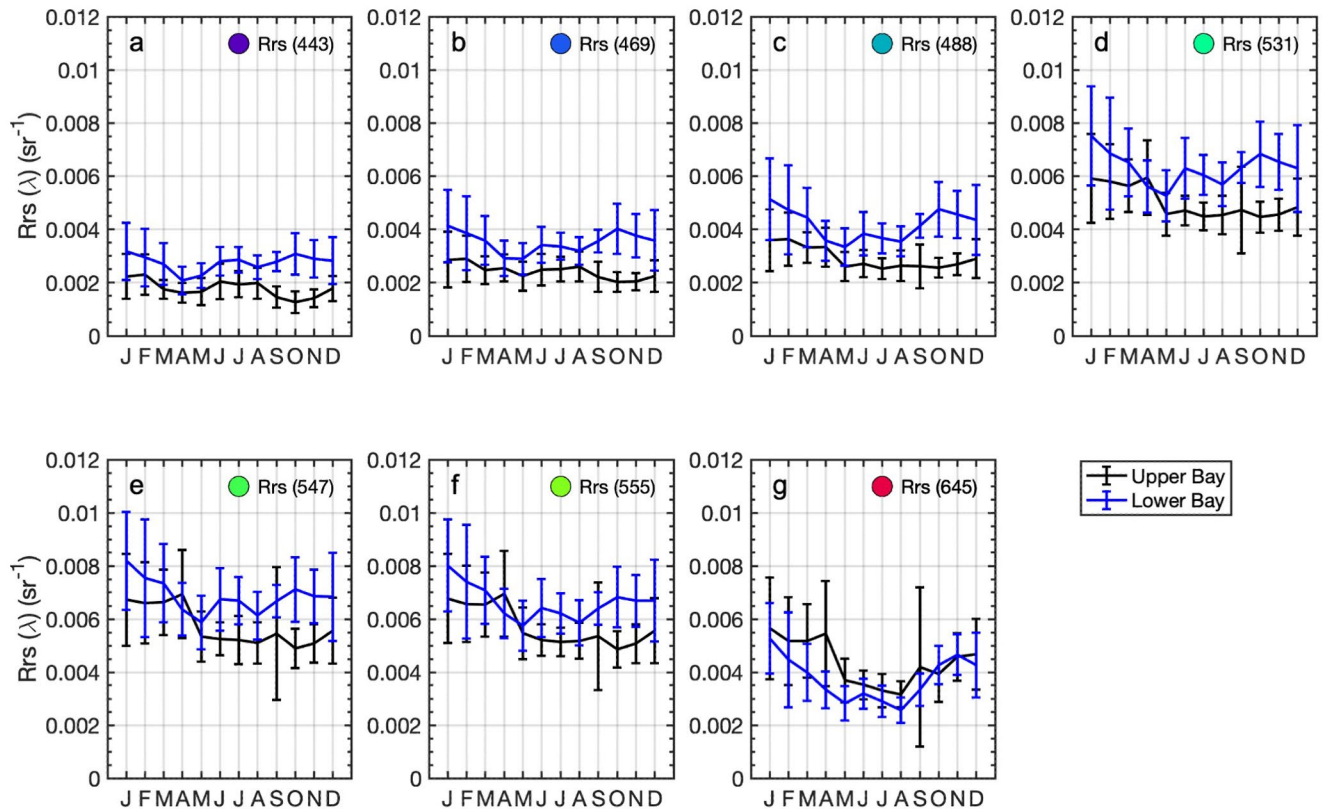 a Rrs (443)
b Rrs (469)
c Rrs (488)
d Rrs (531)
Rrs (λ) (sr⁻¹)
0.012
0.01
0.008
0.006
0.004
0.002
0
J F M A M J J A S O N D
0.012
0.01
0.008
0.006
0.004
0.002
0
J F M A M J J A S O N D
0.012
0.01
0.008
0.006
0.004
0.002
0
J F M A M J J A S O N D
0.012
0.01
0.008
0.006
0.004
0.002
0
J F M A M J J A S O N D
e Rrs (547)
f Rrs (555)
g Rrs (645)
Rrs (λ) (sr⁻¹)
0.012
0.01
0.008
0.006
0.004
0.002
0
J F M A M J J A S O N D
0.012
0.01
0.008
0.006
0.004
0.002
0
J F M A M J J A S O N D
0.012
0.01
0.008
0.006
0.004
0.002
0
J F M A M J J A S O N D
Upper Bay
Lower Bay